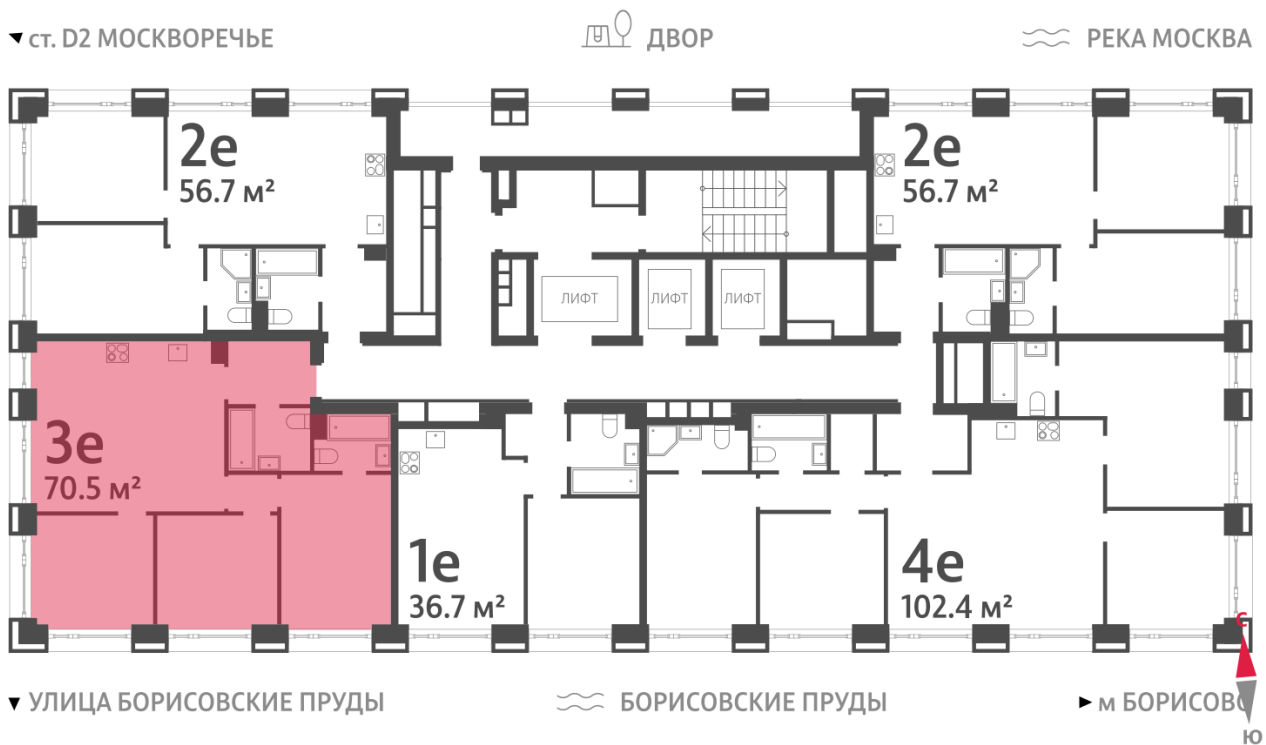 ст. D2 МОСКВОРЕЧЬЕ
ДВОР
РЕКА МОСКВА
2е
56.7 м²
2е
56.7 м²
ЛИФТ
ЛИФТ
ЛИФТ
3е
70.5 м²
1е
36.7 м²
4е
102.4 м²
С
УЛИЦА БОРИСОВСКИЕ ПРУДЫ
БОРИСОВСКИЕ ПРУДЫ
м БОРИСОВО
Ю